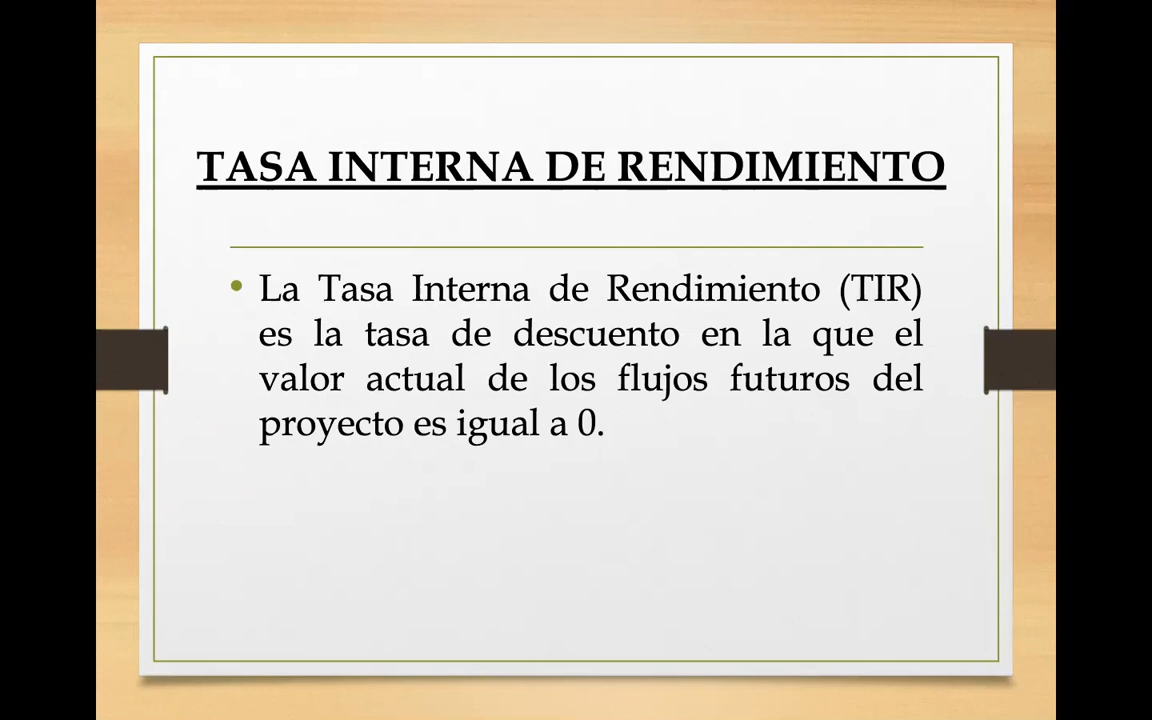 TASA INTERNA DE RENDIMIENTO
• La Tasa Interna de Rendimiento (TIR)
es la tasa de descuento en la que el
valor actual de los flujos futuros del
proyecto es igual a 0.